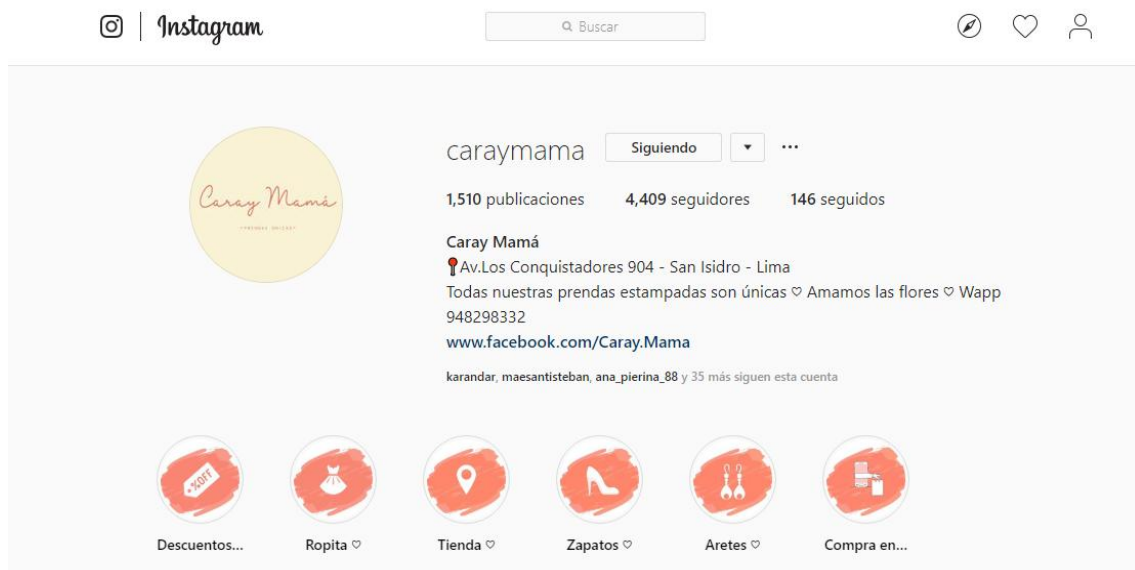 Instagram
Buscar
caraymama Siguiendo
1,510 publicaciones 4,409 seguidores 146 seguidos
Caray Mamá
Caray Mamá
Av.Los Conquistadores 904 - San Isidro - Lima
Todas nuestras prendas estampadas son únicas ♡ Amamos las flores ♡ Wapp
948298332
www.facebook.com/Caray.Mama
karandar, maesantisteban, ana_pierina_88 y 35 más siguen esta cuenta
%OFF
Descuentos... Ropita ♡ Tienda ♡ Zapatos ♡ Aretes ♡ Compra en...